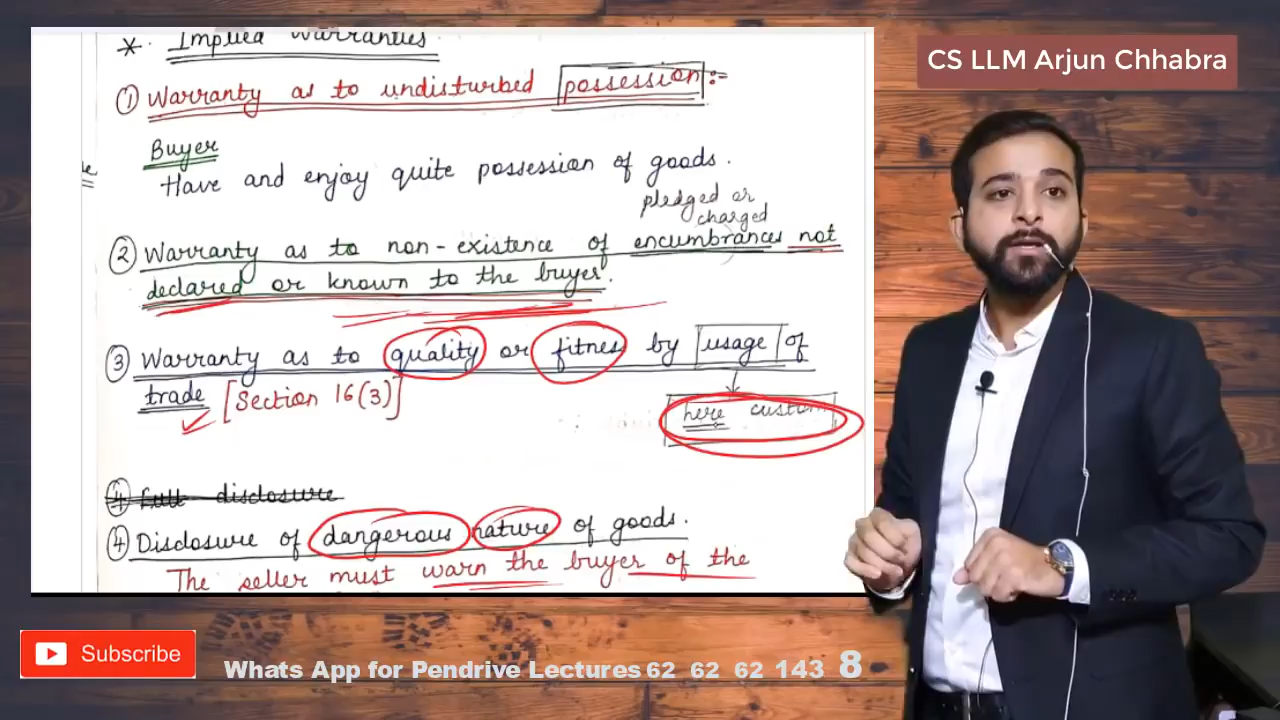 * Implied warranties
① Warranty as to undisturbed possession :-
Buyer
Have and enjoy quite possession of goods.
pledged or
charged
② Warranty as to non-existence of encumbrances not
declared or known to the buyer.
③ Warranty as to quality or fitnes by usage of
trade [Section 16(3)]
here custom
④ full disclosure
④ Disclosure of dangerous nature of goods.
The seller must warn the buyer of the
CS LLM Arjun Chhabra
Subscribe
Whats App for Pendrive Lectures 62 62 62 143 8